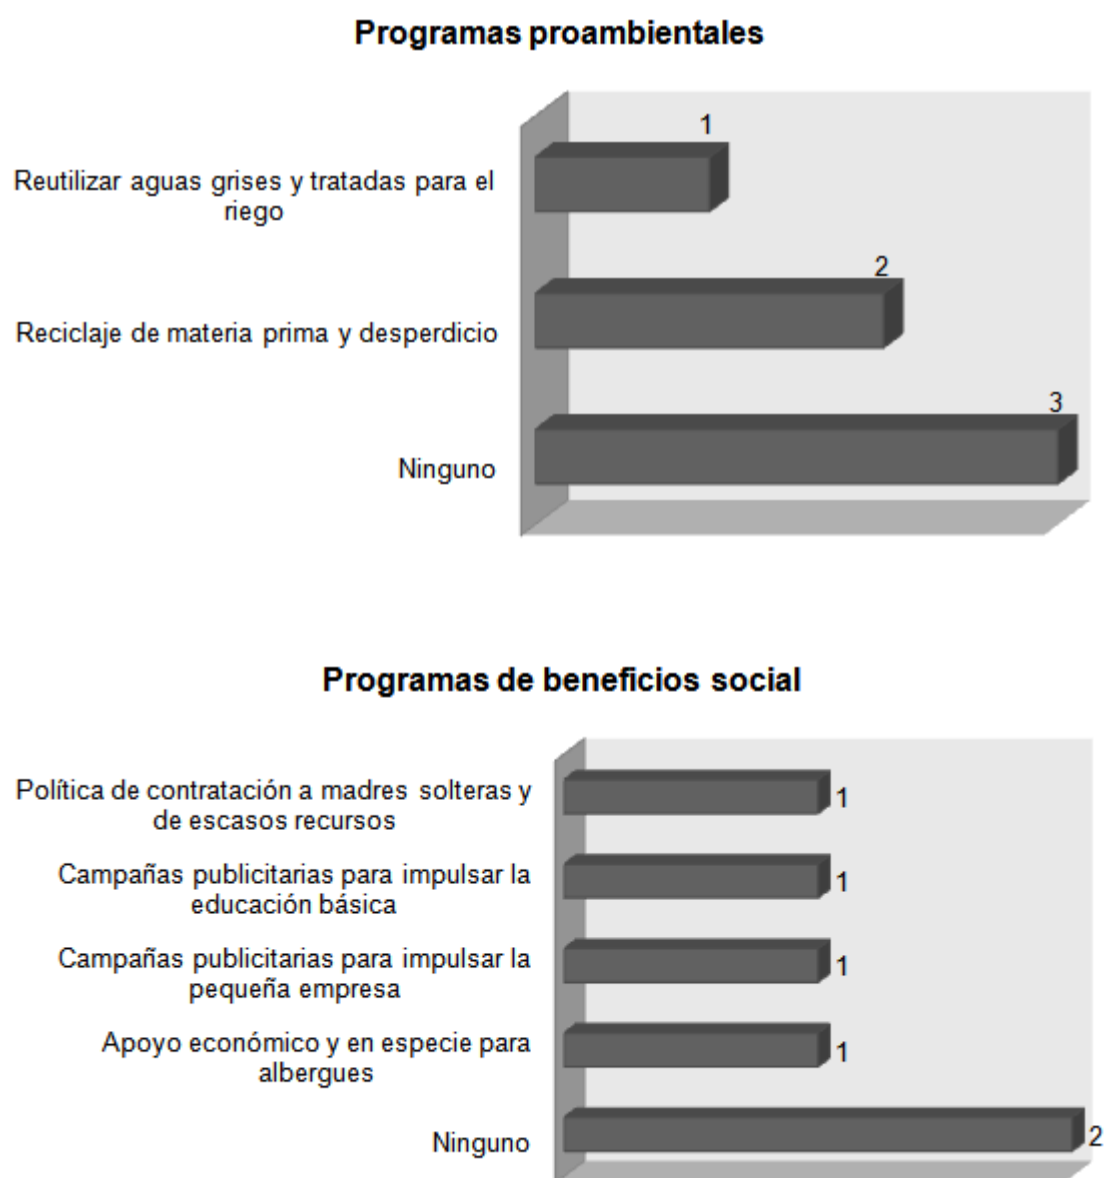 Programas proambientales
1
Reutilizar aguas grises y tratadas para el
riego
2
Reciclaje de materia prima y desperdicio
3
Ninguno
Programas de beneficios social
Política de contratación a madres solteras y
de escasos recursos
1
Campañas publicitarias para impulsar la
educación básica
1
Campañas publicitarias para impulsar la
pequeña empresa
1
Apoyo económico y en especie para
albergues
1
Ninguno
2